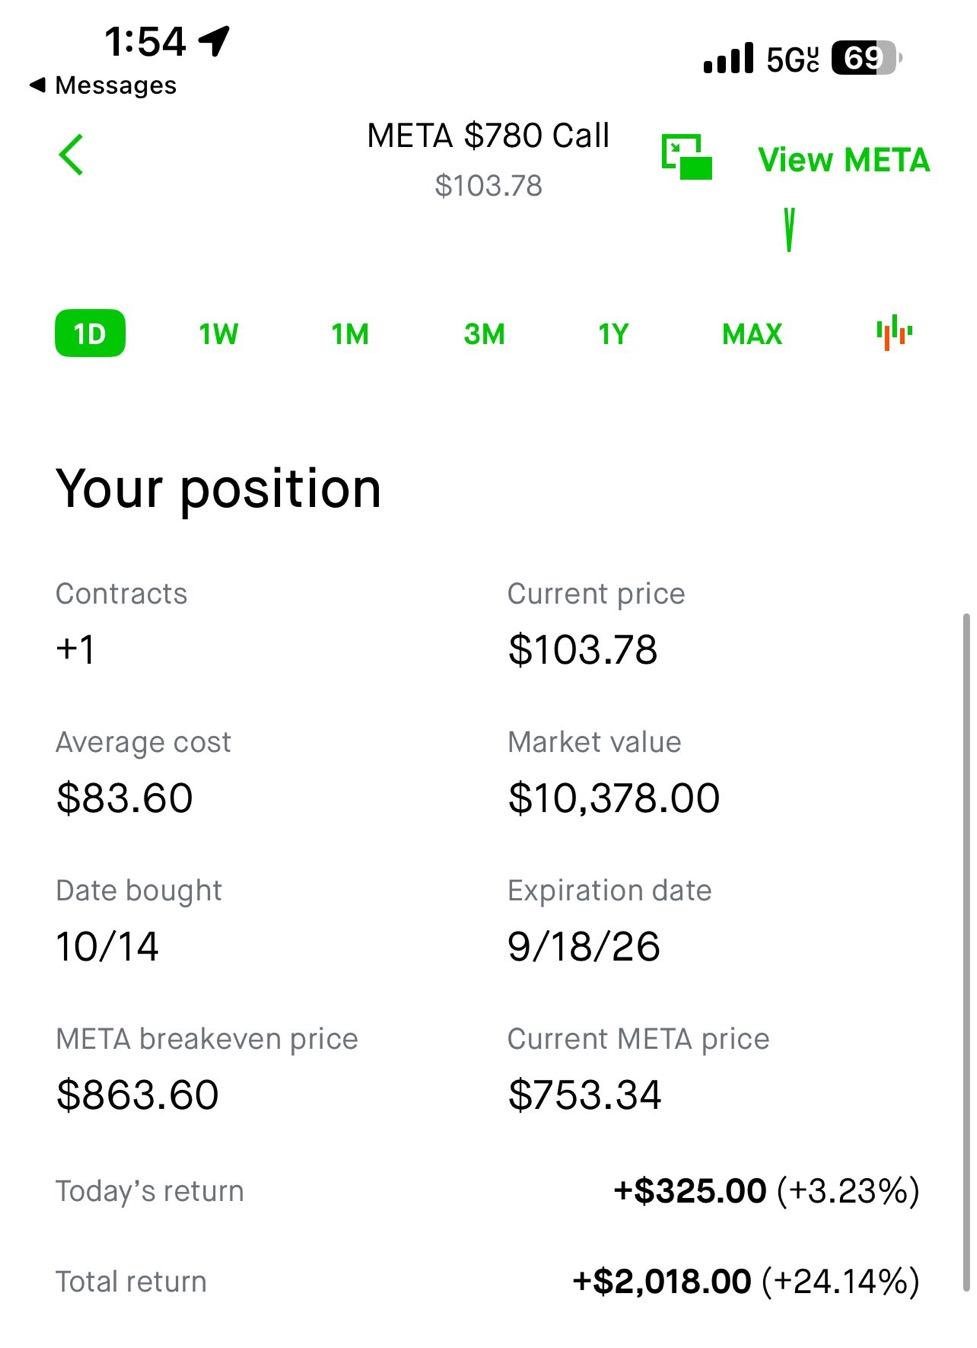 1:54
5G UC 69
Messages
META $780 Call
$103.78
View META
1D 1W 1M 3M 1Y MAX
Your position
Contracts
+1
Current price
$103.78
Average cost
$83.60
Market value
$10,378.00
Date bought
10/14
Expiration date
9/18/26
META breakeven price
$863.60
Current META price
$753.34
Today’s return +$325.00 (+3.23%)
Total return +$2,018.00 (+24.14%)